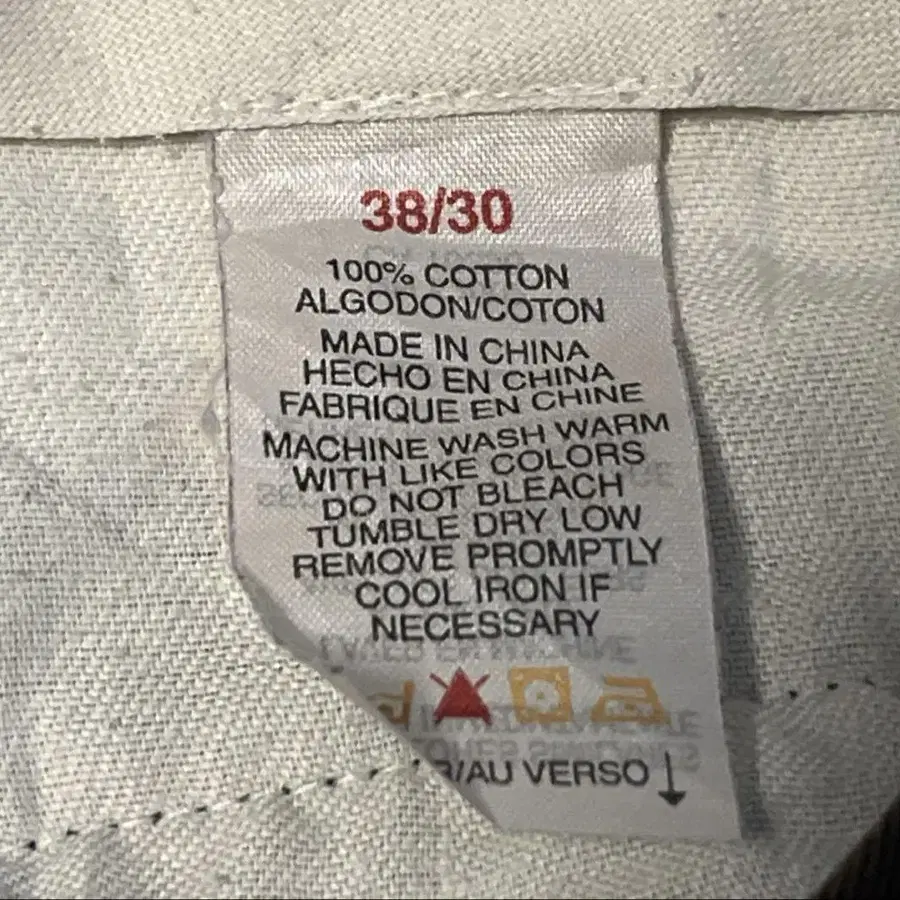 38/30
100% COTTON
ALGODON/COTON
MADE IN CHINA
HECHO EN CHINA
FABRIQUE EN CHINE
MACHINE WASH WARM
WITH LIKE COLORS
DO NOT BLEACH
TUMBLE DRY LOW
REMOVE PROMPTLY
COOL IRON IF
NECESSARY
/AU VERSO